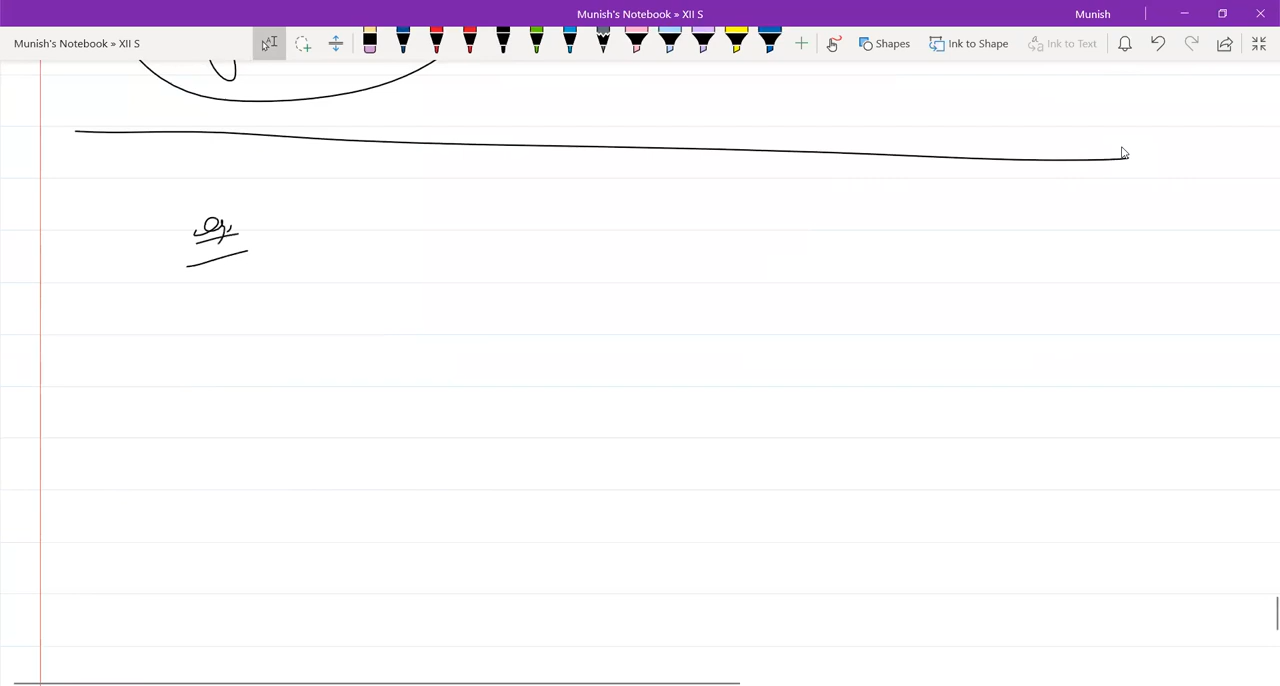 Munish's Notebook » XII S
Munish
Munish's Notebook » XII S
Shapes
Ink to Shape
Ink to Text